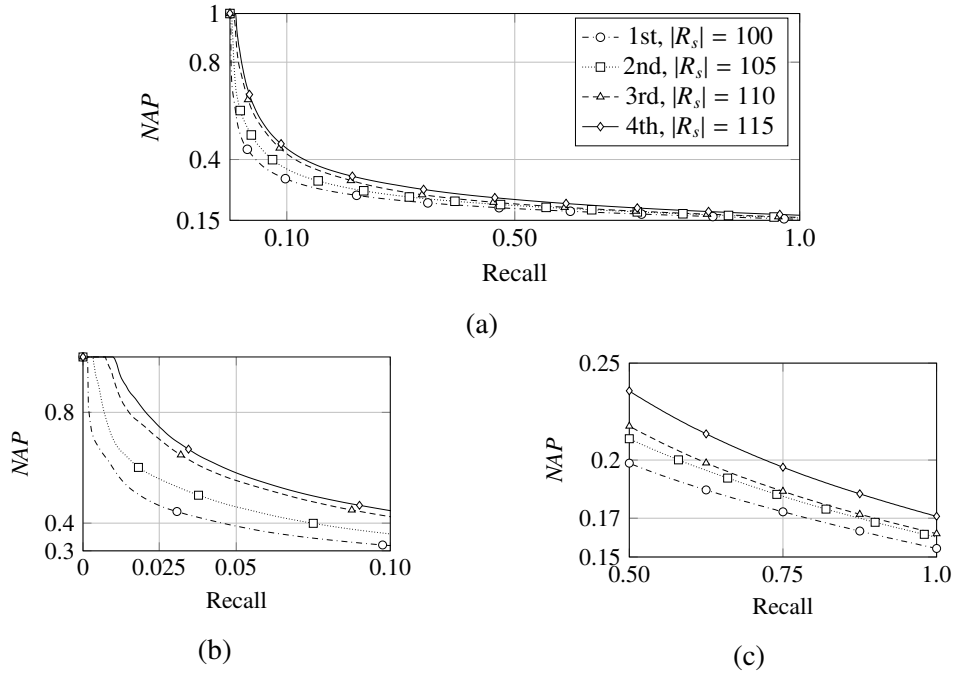 1
0.8
0.4
0.15
NAP
0.10
0.50
1.0
Recall
1st, |R_s| = 100
2nd, |R_s| = 105
3rd, |R_s| = 110
4th, |R_s| = 115
(a)
0.8
0.4
0.3
NAP
0
0.025
0.05
0.10
Recall
(b)
0.25
0.2
0.17
0.15
NAP
0.50
0.75
1.0
Recall
(c)